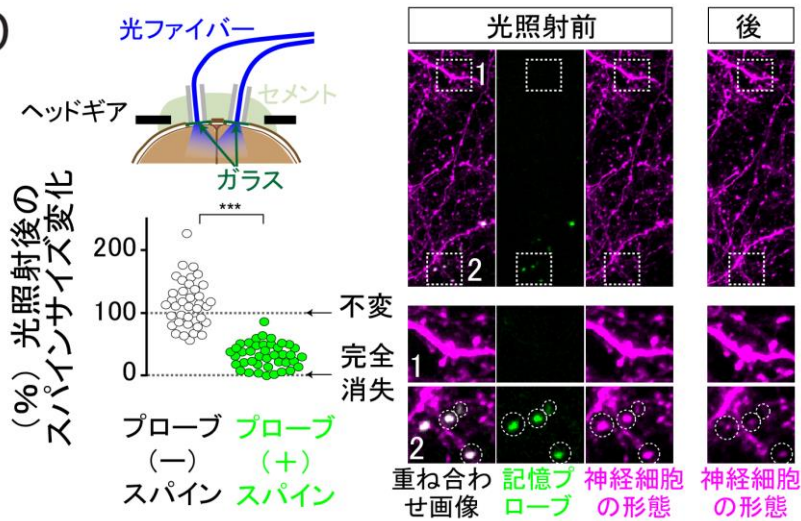 光ファイバー
ヘッドギア
セメント
ガラス
(%) 光照射後の
スパインサイズ変化
***
200
100
0
不変
完全
消失
プローブ
(ー)
スパイン
プローブ
(+)
スパイン
光照射前
後
1
2
1
2
重ね合わ
せ画像
記憶プ
ローブ
神経細胞
の形態
神経細胞
の形態